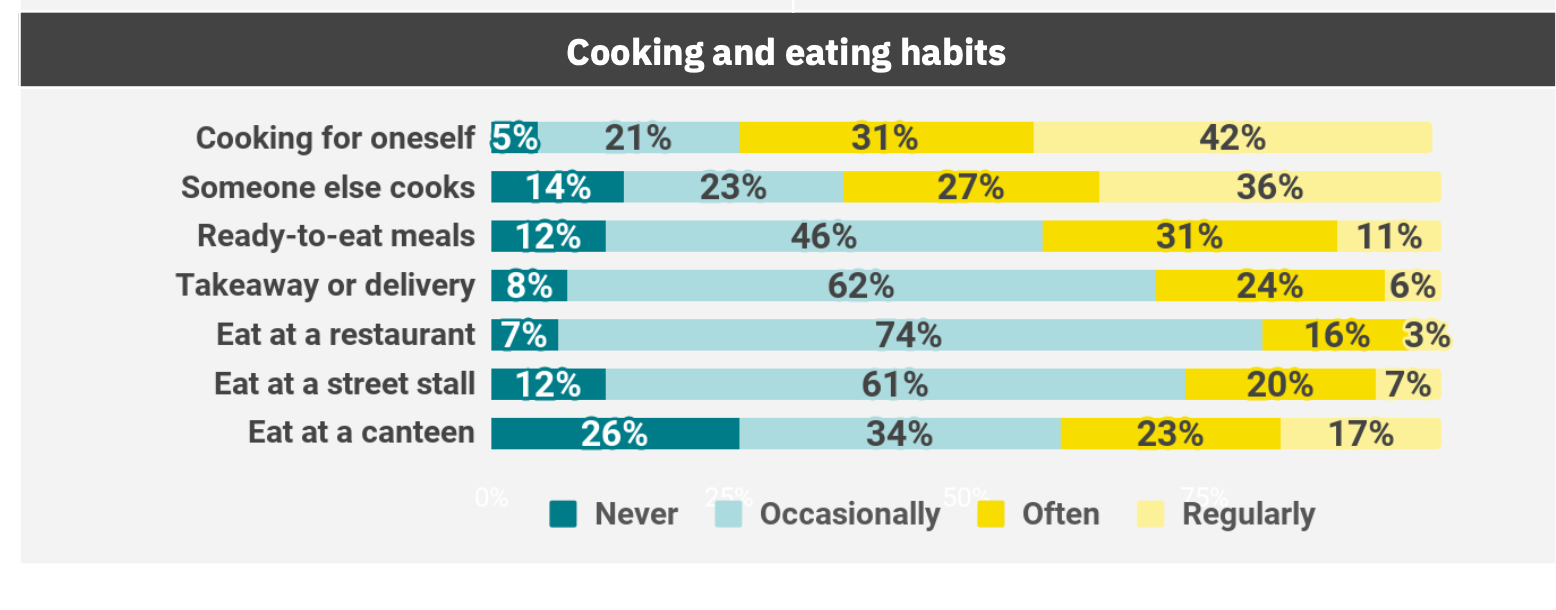 Cooking and eating habits
Cooking for oneself 5% 21% 31% 42%
Someone else cooks 14% 23% 27% 36%
Ready-to-eat meals 12% 46% 31% 11%
Takeaway or delivery 8% 62% 24% 6%
Eat at a restaurant 7% 74% 16% 3%
Eat at a street stall 12% 61% 20% 7%
Eat at a canteen 26% 34% 23% 17%
0% 25% 50% 75%
Never Occasionally Often Regularly